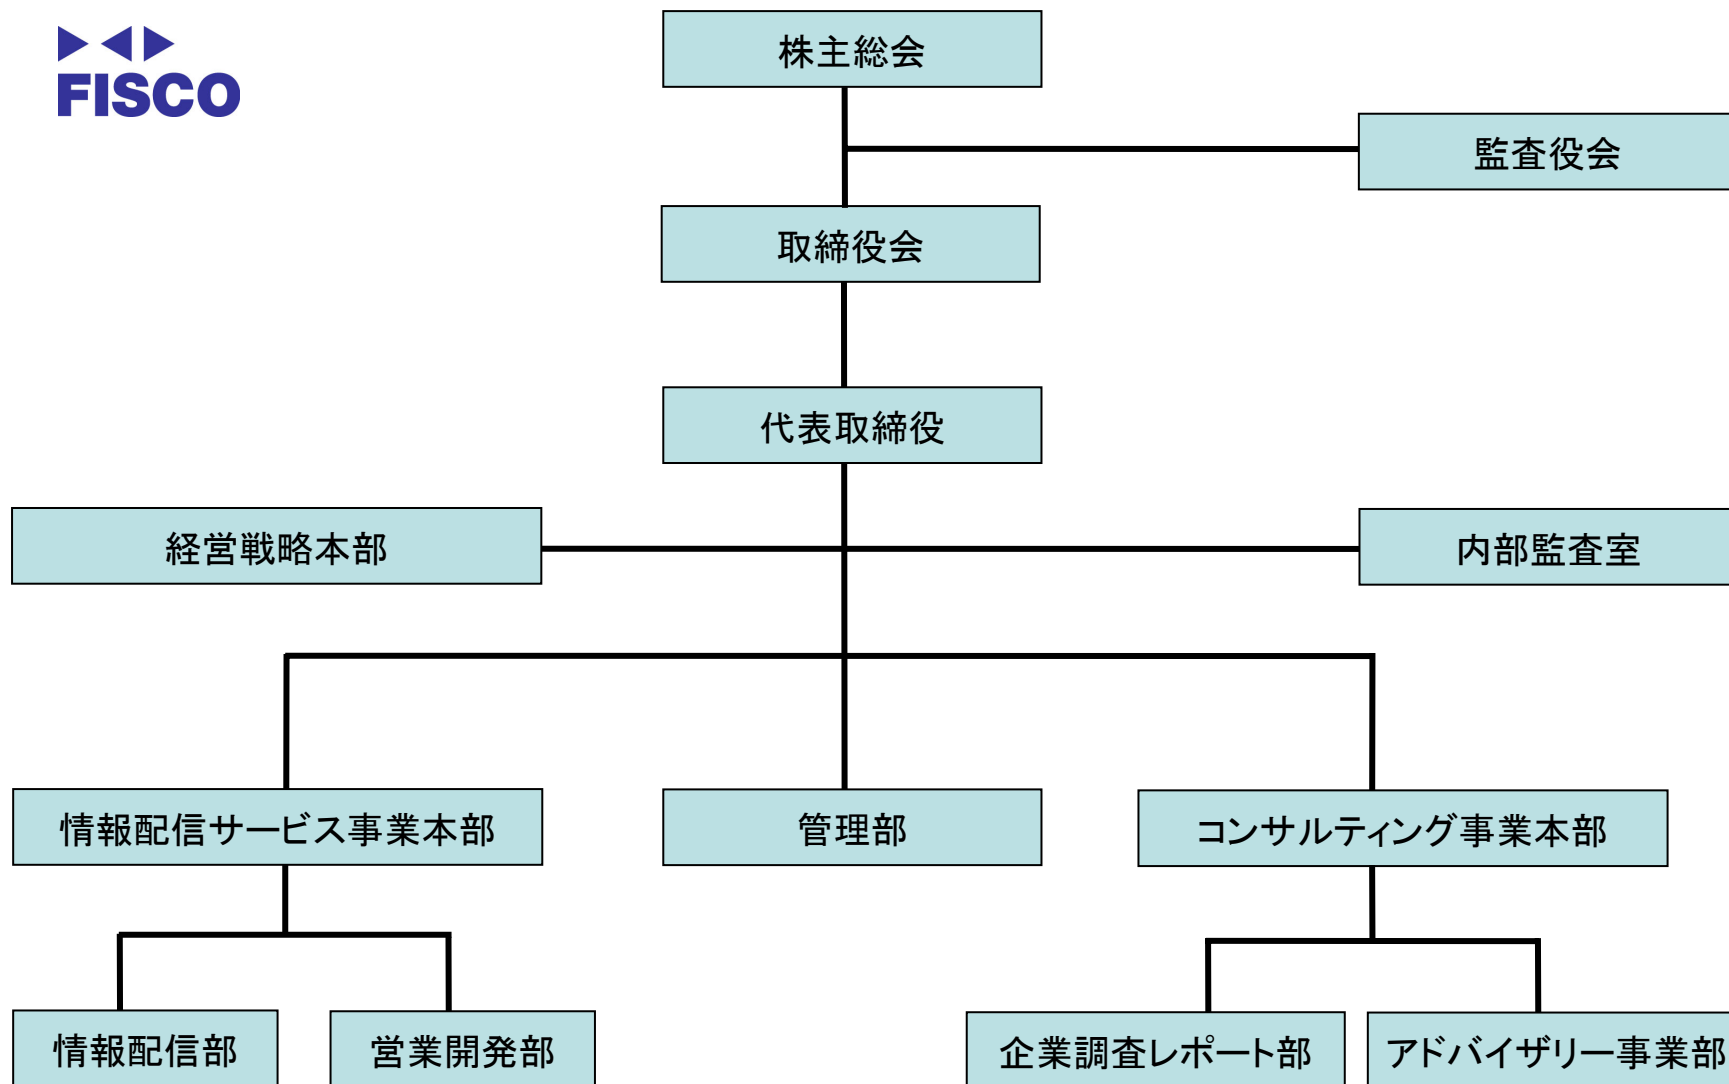 FISCO
株主総会
監査役会
取締役会
代表取締役
経営戦略本部
内部監査室
情報配信サービス事業本部
管理部
コンサルティング事業本部
情報配信部
営業開発部
企業調査レポート部
アドバイザリー事業部